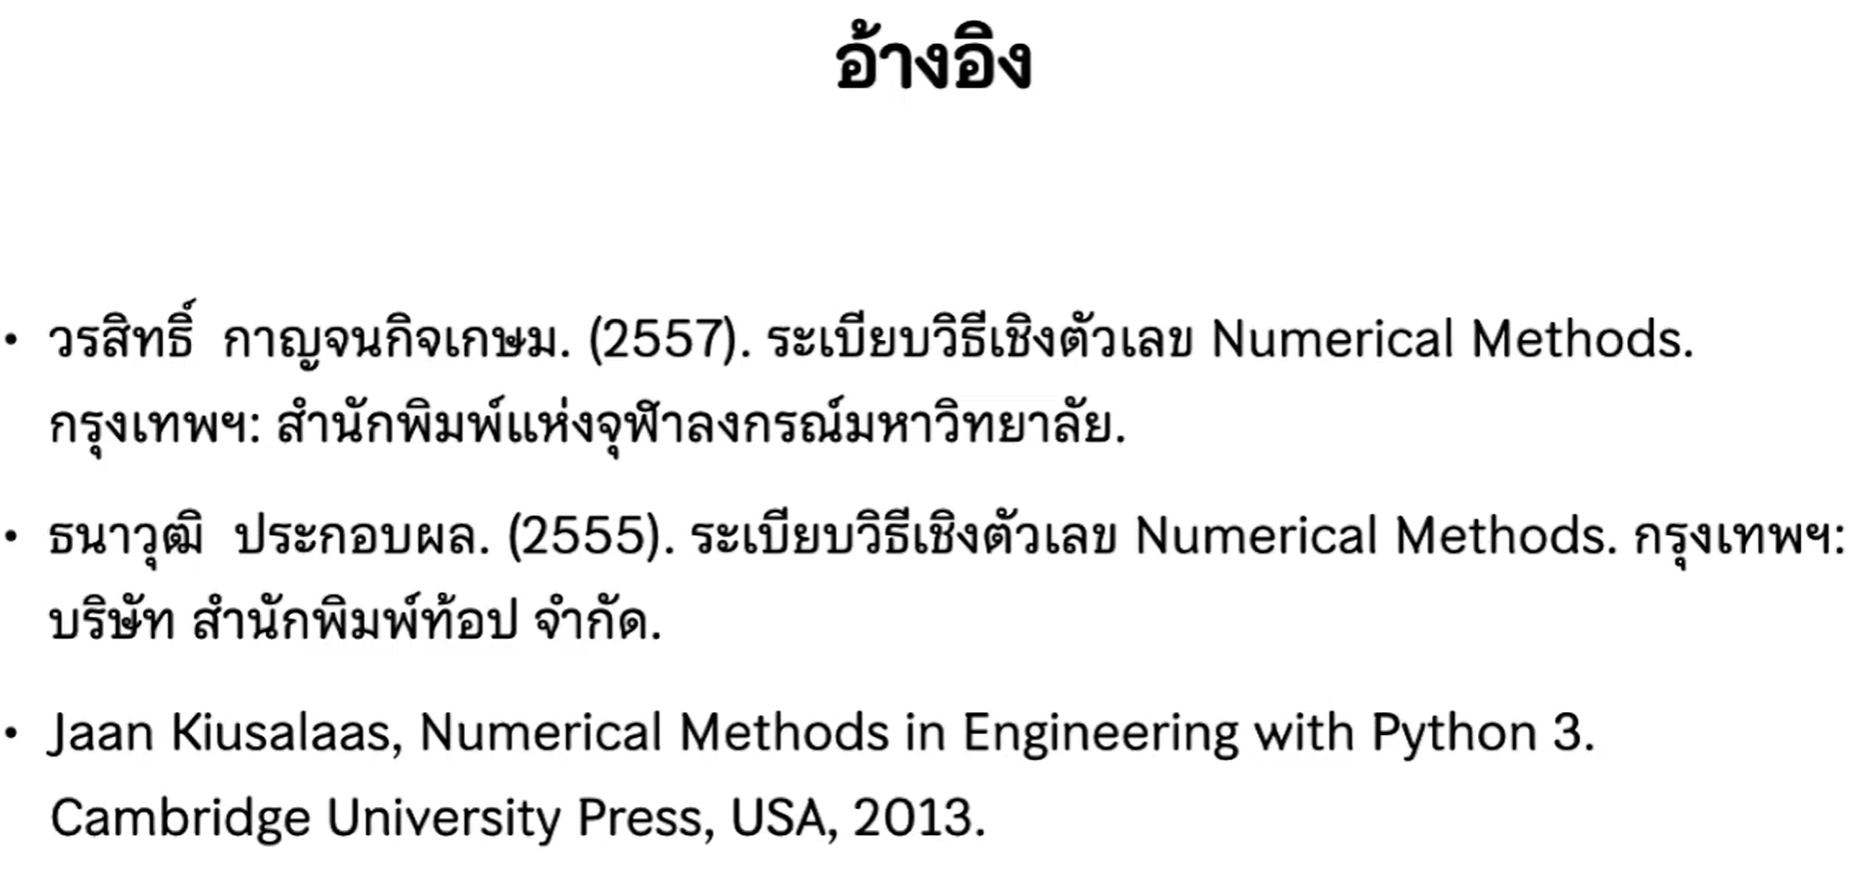 อ้างอิง
• วรสิทธิ์ กาญจนกิจเกษม. (2557). ระเบียบวิธีเชิงตัวเลข Numerical Methods.
กรุงเทพฯ: สำนักพิมพ์แห่งจุฬาลงกรณ์มหาวิทยาลัย.
• ธนาวุฒิ ประกอบผล. (2555). ระเบียบวิธีเชิงตัวเลข Numerical Methods. กรุงเทพฯ:
บริษัท สำนักพิมพ์ท้อป จำกัด.
• Jaan Kiusalaas, Numerical Methods in Engineering with Python 3.
Cambridge University Press, USA, 2013.